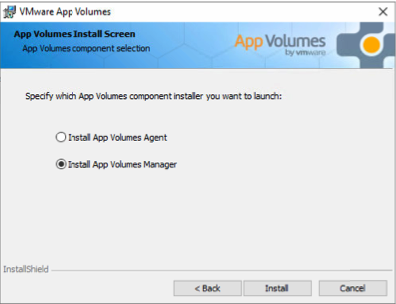 VMware App Volumes
App Volumes Install Screen
App Volumes component selection
App Volumes
by vmware
Specify which App Volumes component installer you want to launch:
Install App Volumes Agent
Install App Volumes Manager
InstallShield
< Back
Install
Cancel